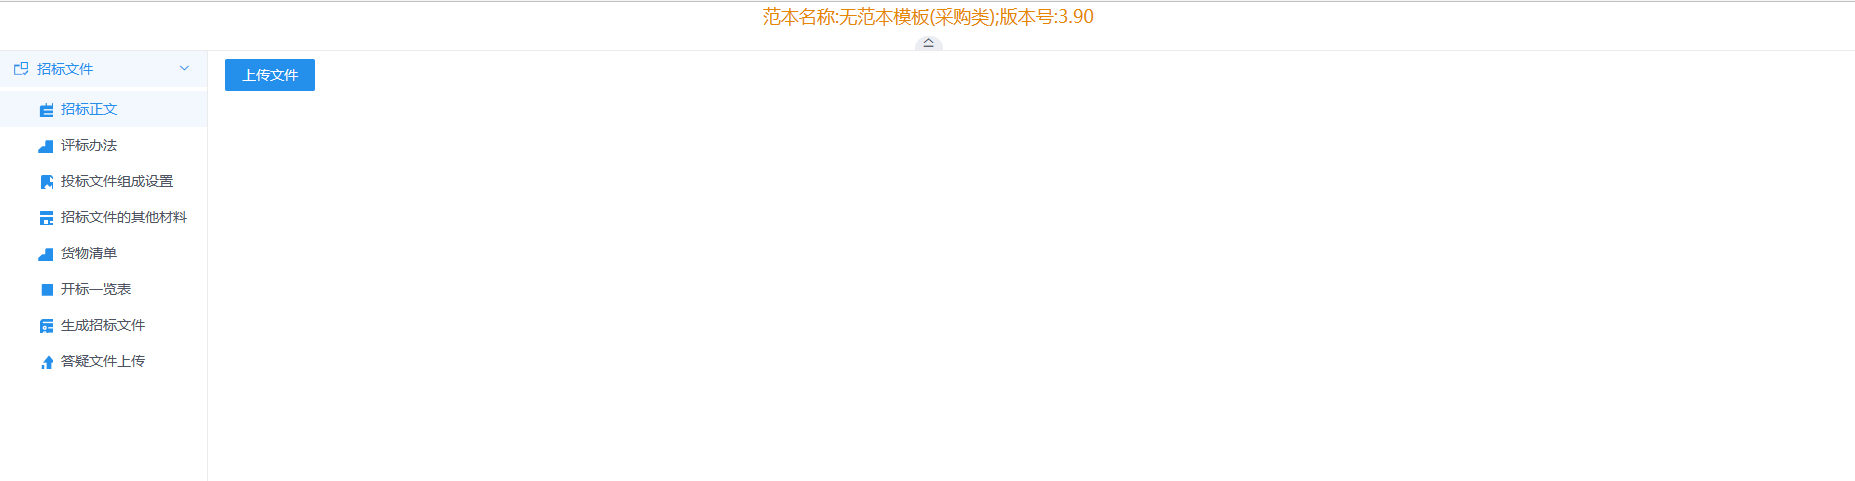 范本名称:无范本模板(采购类);版本号:3.90
招标文件
上传文件
招标正文
评标办法
投标文件组成设置
招标文件的其他材料
货物清单
开标一览表
生成招标文件
答疑文件上传